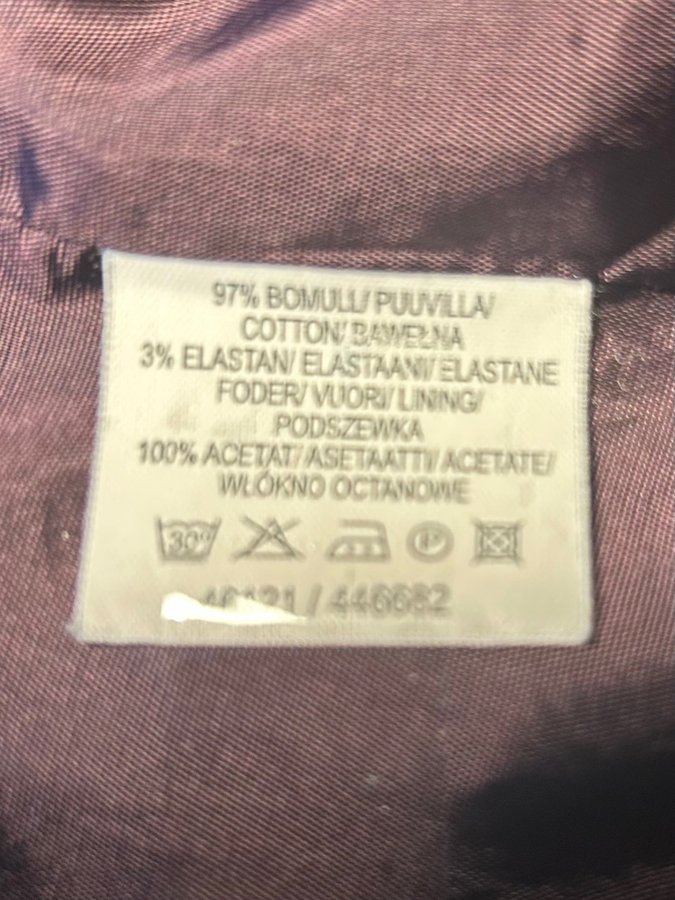 97% BOMULL/ PUUVILLA/
COTTON/ BAWEŁNA
3% ELASTAN/ ELASTAANI/ ELASTANE
FODER/ VUORI/ LINING/
PODSZEWKA
100% ACETAT/ ASETAATTI/ ACETATE/
WŁÓKNO OCTANOWE
30° P
/ 446682